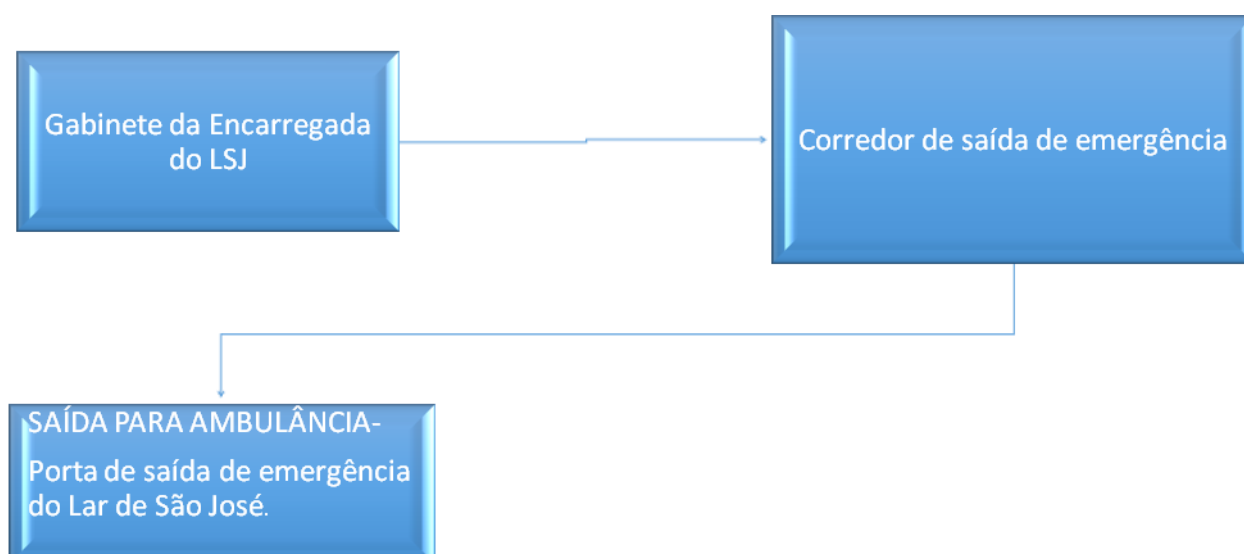 Gabinete da Encarregada
do LSJ
Corredor de saída de emergência
SAÍDA PARA AMBULÂNCIA-
Porta de saída de emergência
do Lar de São José.